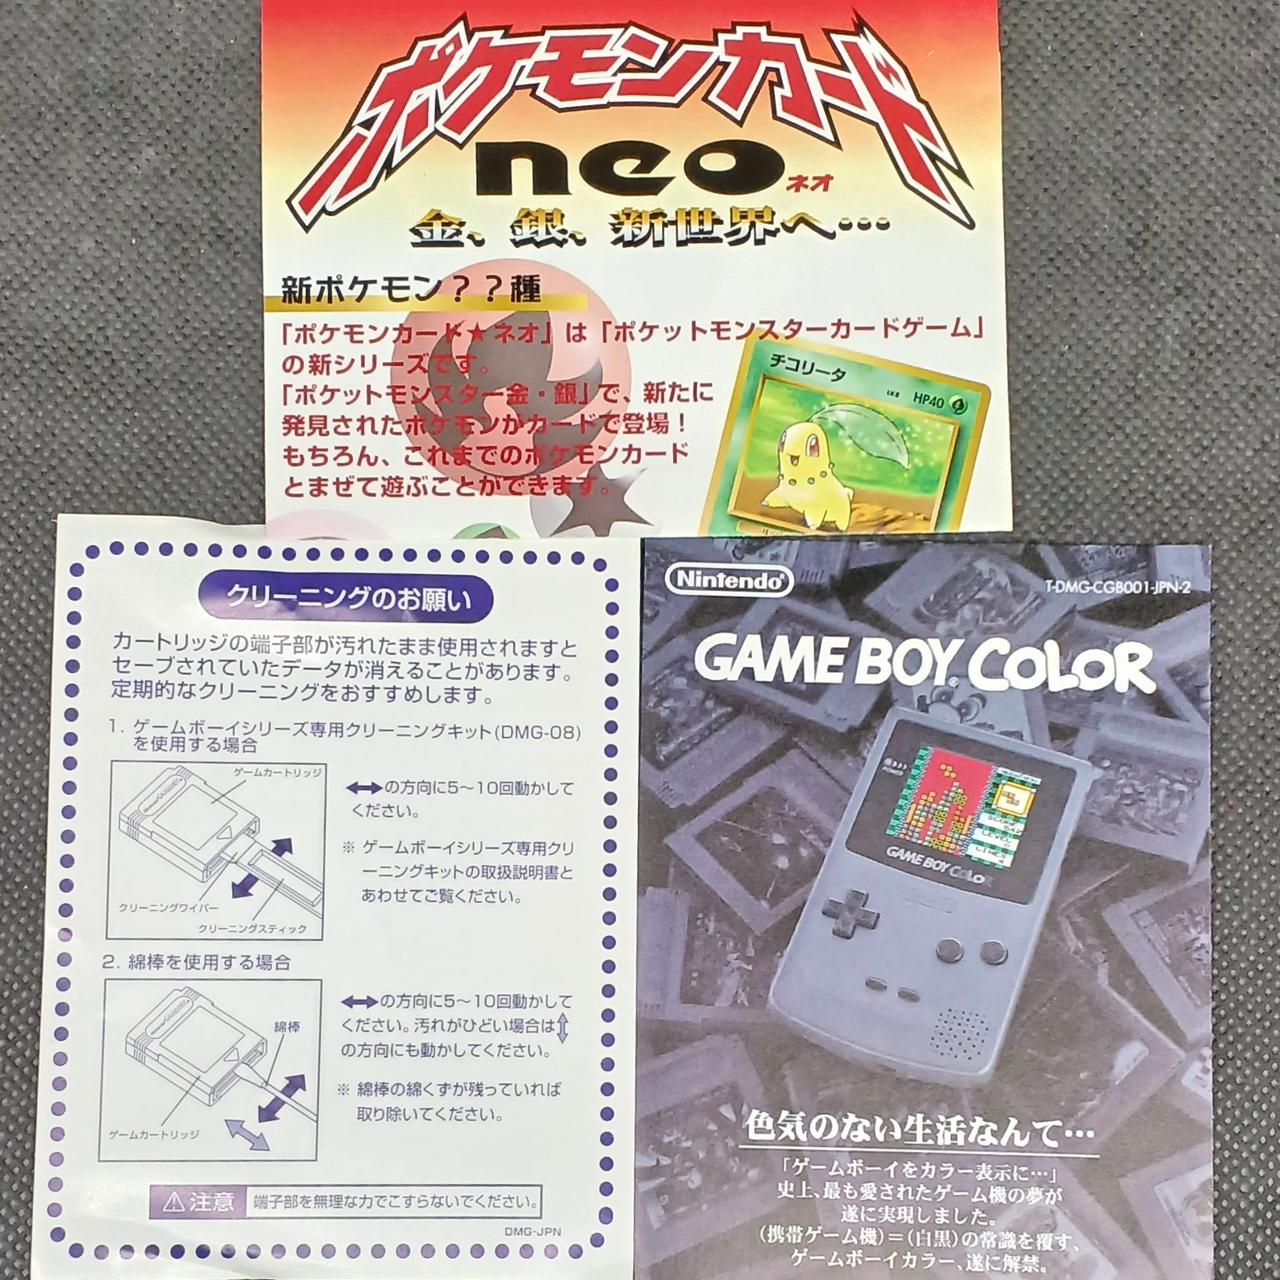 ポケモンカード
neo ネオ
金、銀、新世界へ…
新ポケモン？？種
「ポケモンカード★ネオ」は「ポケットモンスターカードゲーム」
の新シリーズです。
「ポケットモンスター金・銀」で、新たに
発見されたポケモンがカードで登場！
もちろん、これまでのポケモンカード
とまぜて遊ぶことができます。
チコリータ
HP40
クリーニングのお願い
カートリッジの端子部が汚れたまま使用されますと
セーブされていたデータが消えることがあります。
定期的なクリーニングをおすすめします。
1. ゲームボーイシリーズ専用クリーニングキット(DMG-08)
を使用する場合
ゲームカートリッジ
クリーニングワイパー
クリーニングスティック
⟷の方向に5～10回動かして
ください。
※ ゲームボーイシリーズ専用クリ
ーニングキットの取扱説明書と
あわせてご覧ください。
2. 綿棒を使用する場合
綿棒
ゲームカートリッジ
⟷の方向に5～10回動かして
ください。汚れがひどい場合は↕
の方向にも動かしてください。
※ 綿棒の綿くずが残っていれば
取り除いてください。
⚠注意 端子部を無理な力でこすらないでください。
DMG-JPN
Nintendo®
T-DMG-CGB001-JPN-2
GAME BOY COLOR
POWER
GAME BOY COLOR
色気のない生活なんて…
「ゲームボーイをカラー表示に…」
史上、最も愛されたゲーム機の夢が
遂に実現しました。
(携帯ゲーム機)＝(白黒)の常識を覆す、
ゲームボーイカラー、遂に解禁。